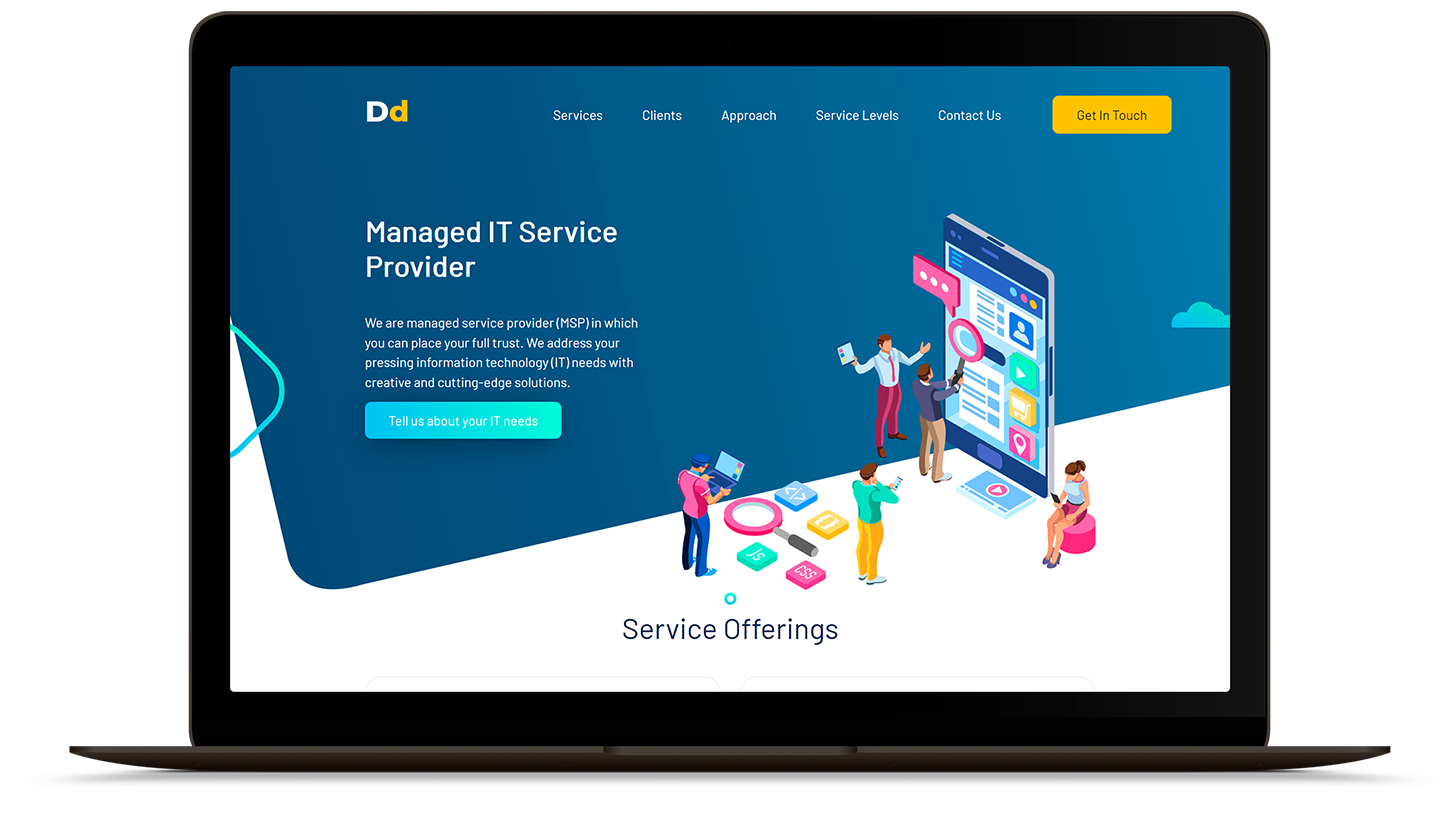 Dd
Services
Clients
Approach
Service Levels
Contact Us
Get In Touch
Managed IT Service
Provider
We are managed service provider (MSP) in which
you can place your full trust. We address your
pressing information technology (IT) needs with
creative and cutting-edge solutions.
Tell us about your IT needs
</>
JS
CSS
Service Offerings